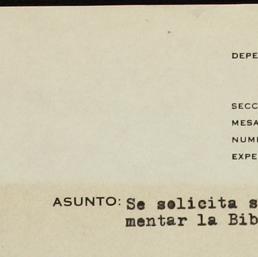 DEPE
SECC
MESA
NUM
EXPE
ASUNTO: Se solicita s
mentar la Bib